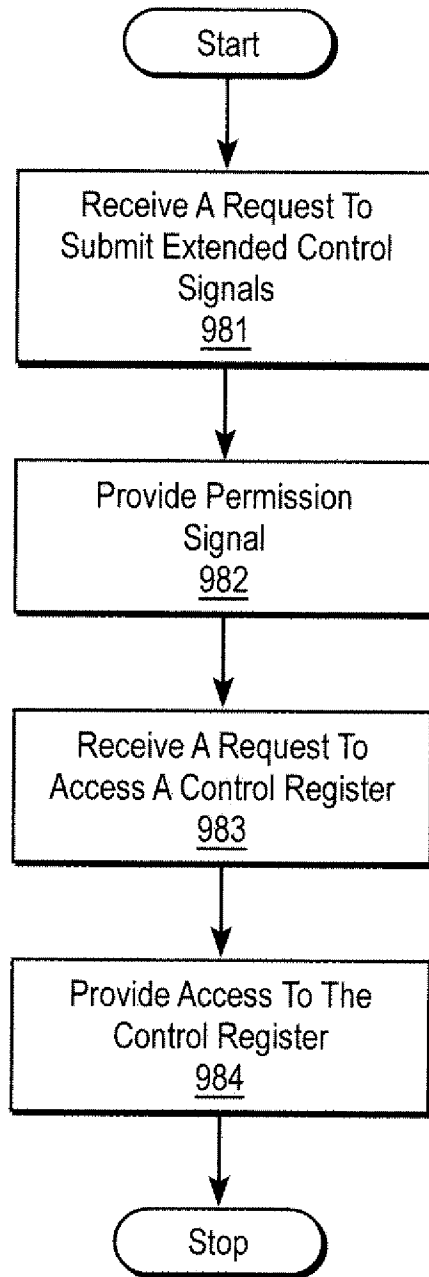 Start
Receive A Request To
Submit Extended Control
Signals
981
Provide Permission
Signal
982
Receive A Request To
Access A Control Register
983
Provide Access To The
Control Register
984
Stop